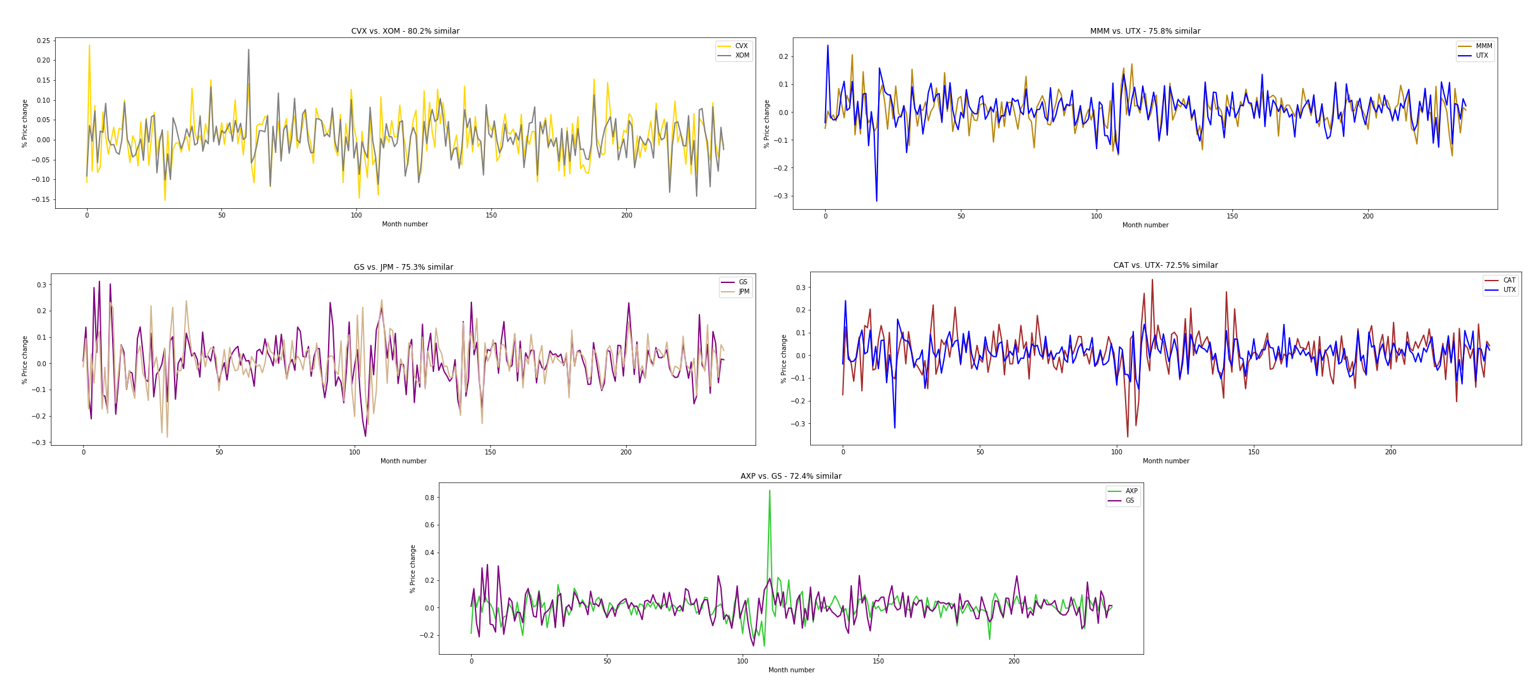 CVX vs. XOM - 80.2% similar
% Price change
0.25
0.20
0.15
0.10
0.05
0.00
−0.05
−0.10
−0.15
CVX
XOM
0 50 100 150 200
Month number
MMM vs. UTX - 75.8% similar
% Price change
0.2
0.1
0.0
−0.1
−0.2
−0.3
MMM
UTX
0 50 100 150 200
Month number
GS vs. JPM - 75.3% similar
% Price change
0.3
0.2
0.1
0.0
−0.1
−0.2
−0.3
GS
JPM
0 50 100 150 200
Month number
CAT vs. UTX- 72.5% similar
% Price change
0.3
0.2
0.1
0.0
−0.1
−0.2
−0.3
CAT
UTX
0 50 100 150 200
Month number
AXP vs. GS - 72.4% similar
% Price change
0.8
0.6
0.4
0.2
0.0
−0.2
AXP
GS
0 50 100 150 200
Month number